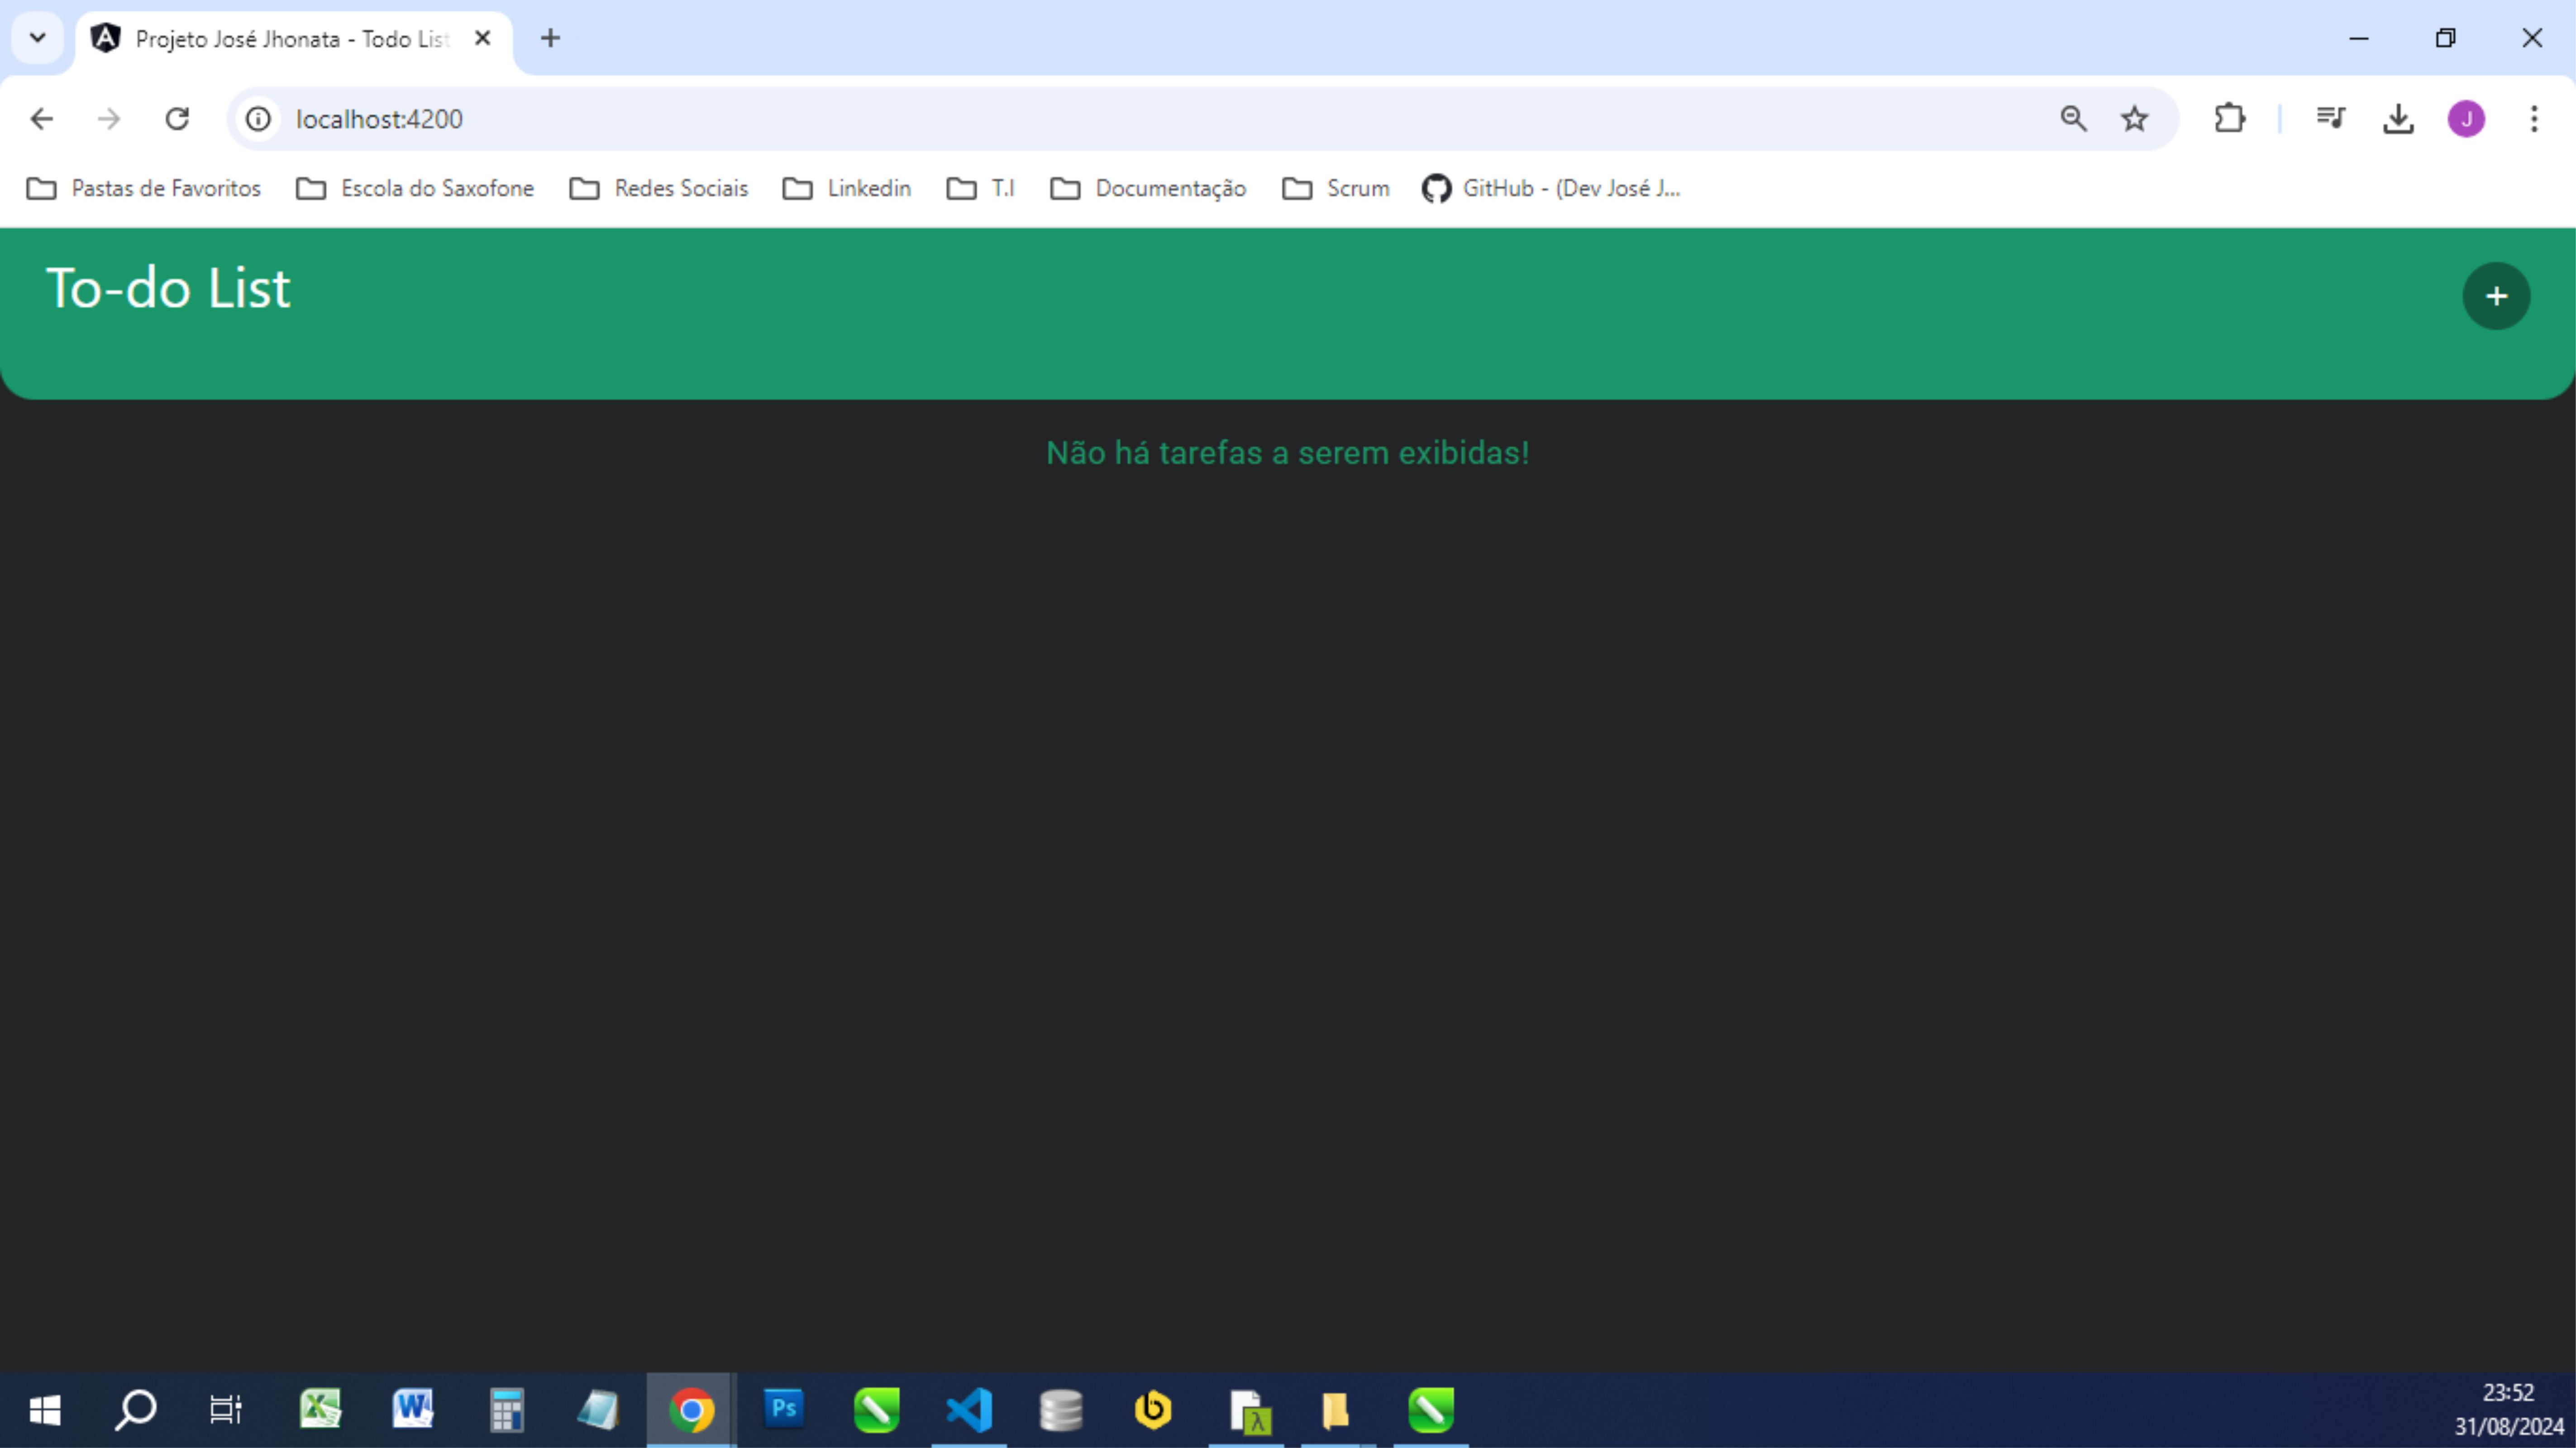 Projeto José Jhonata - Todo List
localhost:4200
J
Pastas de Favoritos
Escola do Saxofone
Redes Sociais
Linkedin
T.I
Documentação
Scrum
GitHub - (Dev José J...
To-do List
+
Não há tarefas a serem exibidas!
Ps
23:52
31/08/2024